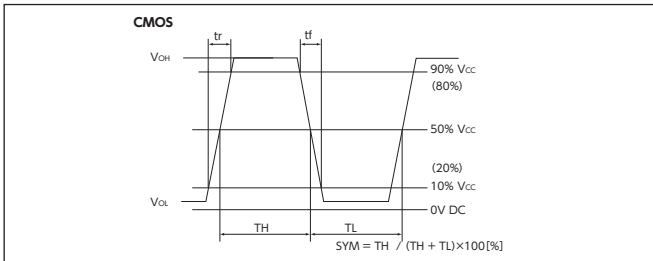 CMOS
tr
tf
VOH
90% VCC
(80%)
50% VCC
(20%)
10% VCC
VOL
0V DC
TH
TL
SYM = TH / (TH + TL)×100[%]